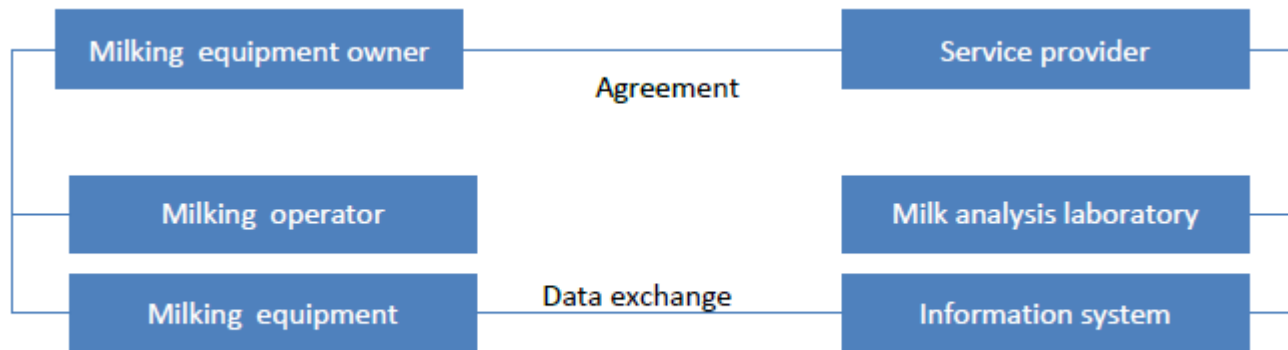 Milking equipment owner
Service provider
Agreement
Milking operator
Milk analysis laboratory
Milking equipment
Data exchange
Information system